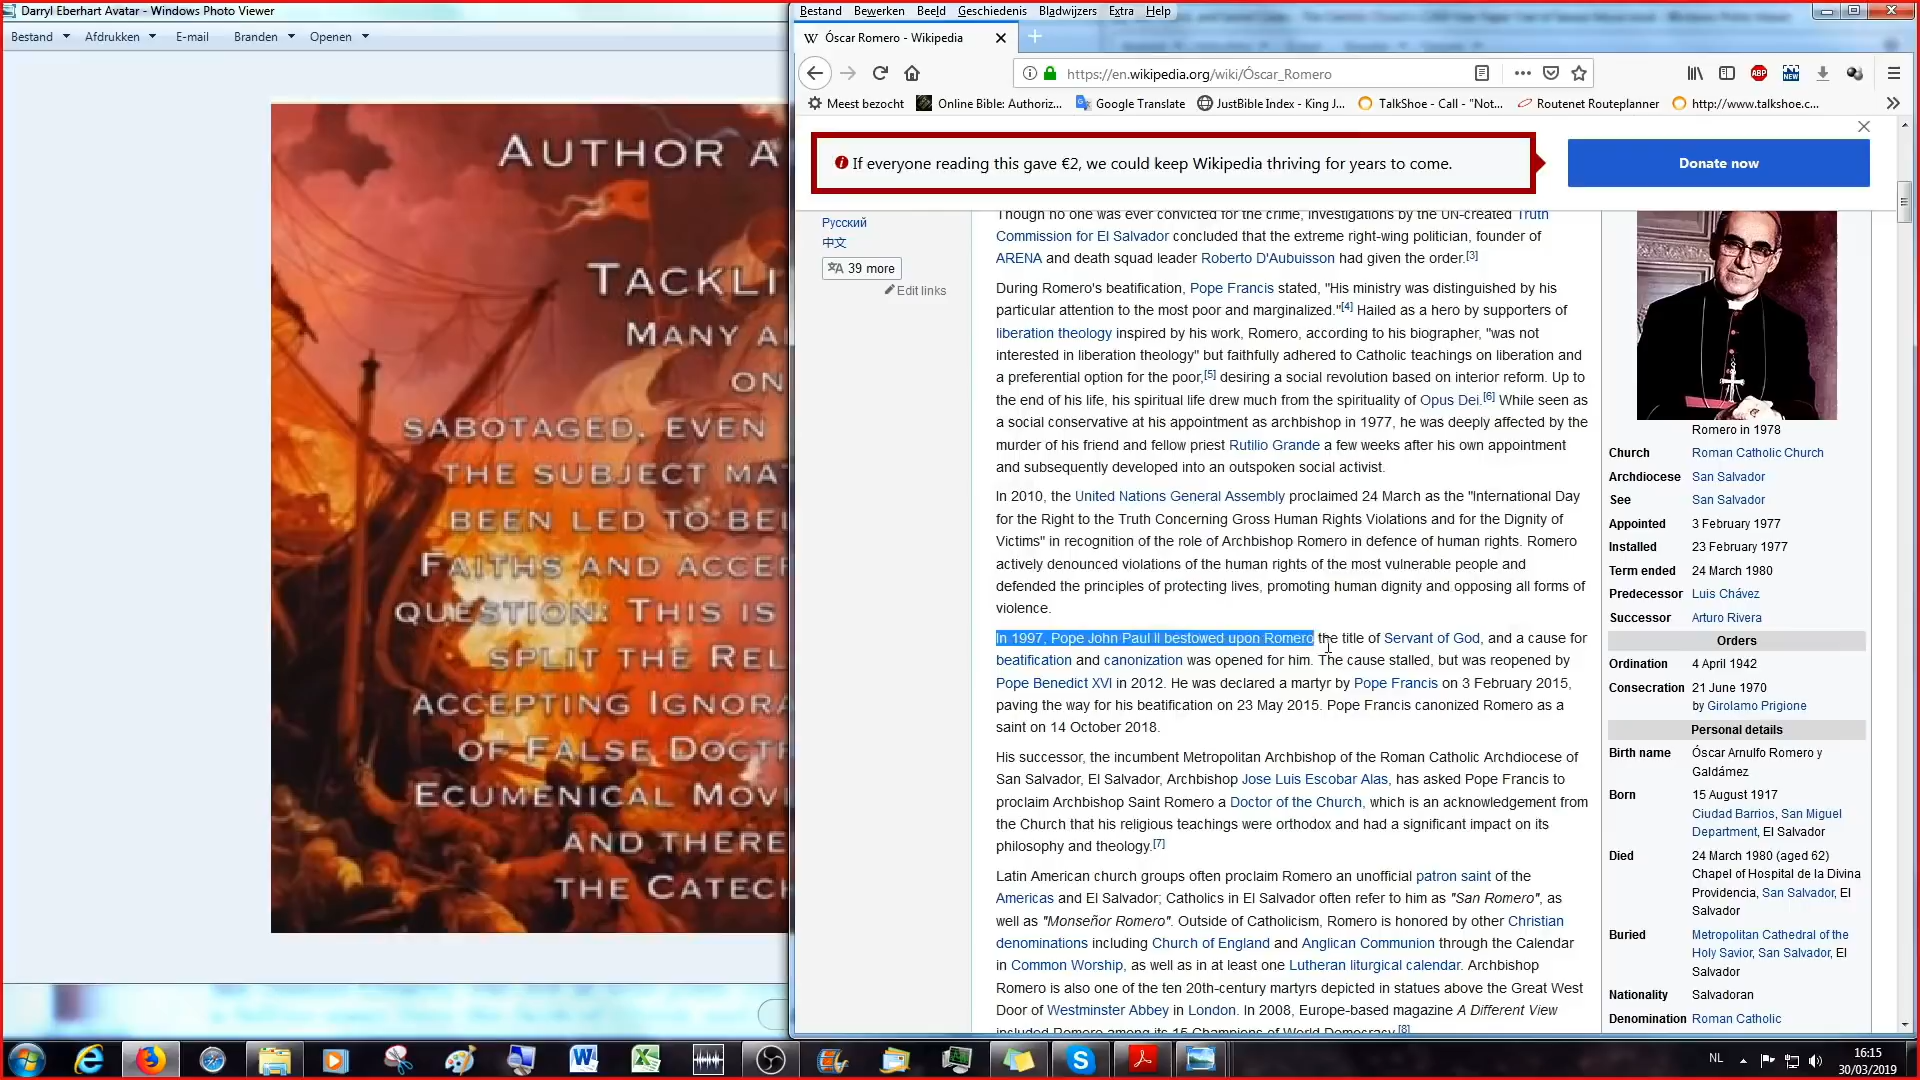 Darryl Eberhart Avatar - Windows Photo Viewer
Bestand Afdrukken E-mail Branden Openen
AUTHOR A
TACKLI
MANY A
ON
SABOTAGED, EVEN
THE SUBJECT MAT
BEEN LED TO BEI
FAITHS AND ACCE
QUESTION: THIS IS
SPLIT THE REL
ACCEPTING IGNORA
OF FALSE DOCTR
ECUMENICAL MOV
AND THERE
THE CATECH
Bestand Bewerken Beeld Geschiedenis Bladwijzers Extra Help
Óscar Romero - Wikipedia
https://en.wikipedia.org/wiki/Óscar_Romero
Meest bezocht Online Bible: Authoriz... Google Translate JustBible Index - King J... TalkShoe - Call - "Not... Routenet Routeplanner http://www.talkshoe.c...
If everyone reading this gave €2, we could keep Wikipedia thriving for years to come.
Donate now
Русский
中文
39 more
Edit links
Though no one was ever convicted for the crime, investigations by the UN-created Truth
Commission for El Salvador concluded that the extreme right-wing politician, founder of
ARENA and death squad leader Roberto D'Aubuisson had given the order.[3]
During Romero's beatification, Pope Francis stated, "His ministry was distinguished by his
particular attention to the most poor and marginalized."[4] Hailed as a hero by supporters of
liberation theology inspired by his work, Romero, according to his biographer, "was not
interested in liberation theology" but faithfully adhered to Catholic teachings on liberation and
a preferential option for the poor,[5] desiring a social revolution based on interior reform. Up to
the end of his life, his spiritual life drew much from the spirituality of Opus Dei.[6] While seen as
a social conservative at his appointment as archbishop in 1977, he was deeply affected by the
murder of his friend and fellow priest Rutilio Grande a few weeks after his own appointment
and subsequently developed into an outspoken social activist.
In 2010, the United Nations General Assembly proclaimed 24 March as the "International Day
for the Right to the Truth Concerning Gross Human Rights Violations and for the Dignity of
Victims" in recognition of the role of Archbishop Romero in defence of human rights. Romero
actively denounced violations of the human rights of the most vulnerable people and
defended the principles of protecting lives, promoting human dignity and opposing all forms of
violence.
In 1997, Pope John Paul II bestowed upon Romero the title of Servant of God, and a cause for
beatification and canonization was opened for him. The cause stalled, but was reopened by
Pope Benedict XVI in 2012. He was declared a martyr by Pope Francis on 3 February 2015,
paving the way for his beatification on 23 May 2015. Pope Francis canonized Romero as a
saint on 14 October 2018.
His successor, the incumbent Metropolitan Archbishop of the Roman Catholic Archdiocese of
San Salvador, El Salvador, Archbishop Jose Luis Escobar Alas, has asked Pope Francis to
proclaim Archbishop Saint Romero a Doctor of the Church, which is an acknowledgement from
the Church that his religious teachings were orthodox and had a significant impact on its
philosophy and theology.[7]
Latin American church groups often proclaim Romero an unofficial patron saint of the
Americas and El Salvador; Catholics in El Salvador often refer to him as "San Romero", as
well as "Monseñor Romero". Outside of Catholicism, Romero is honored by other Christian
denominations including Church of England and Anglican Communion through the Calendar
in Common Worship, as well as in at least one Lutheran liturgical calendar. Archbishop
Romero is also one of the ten 20th-century martyrs depicted in statues above the Great West
Door of Westminster Abbey in London. In 2008, Europe-based magazine A Different View
included Romero among its 15 Champions of World Democracy.[8]
Romero in 1978
Church Roman Catholic Church
Archdiocese San Salvador
See San Salvador
Appointed 3 February 1977
Installed 23 February 1977
Term ended 24 March 1980
Predecessor Luis Chávez
Successor Arturo Rivera
Orders
Ordination 4 April 1942
Consecration 21 June 1970
by Girolamo Prigione
Personal details
Birth name Óscar Arnulfo Romero y
Galdámez
Born 15 August 1917
Ciudad Barrios, San Miguel
Department, El Salvador
Died 24 March 1980 (aged 62)
Chapel of Hospital de la Divina
Providencia, San Salvador, El
Salvador
Buried Metropolitan Cathedral of the
Holy Savior, San Salvador, El
Salvador
Nationality Salvadoran
Denomination Roman Catholic
NL
16:15
30/03/2019